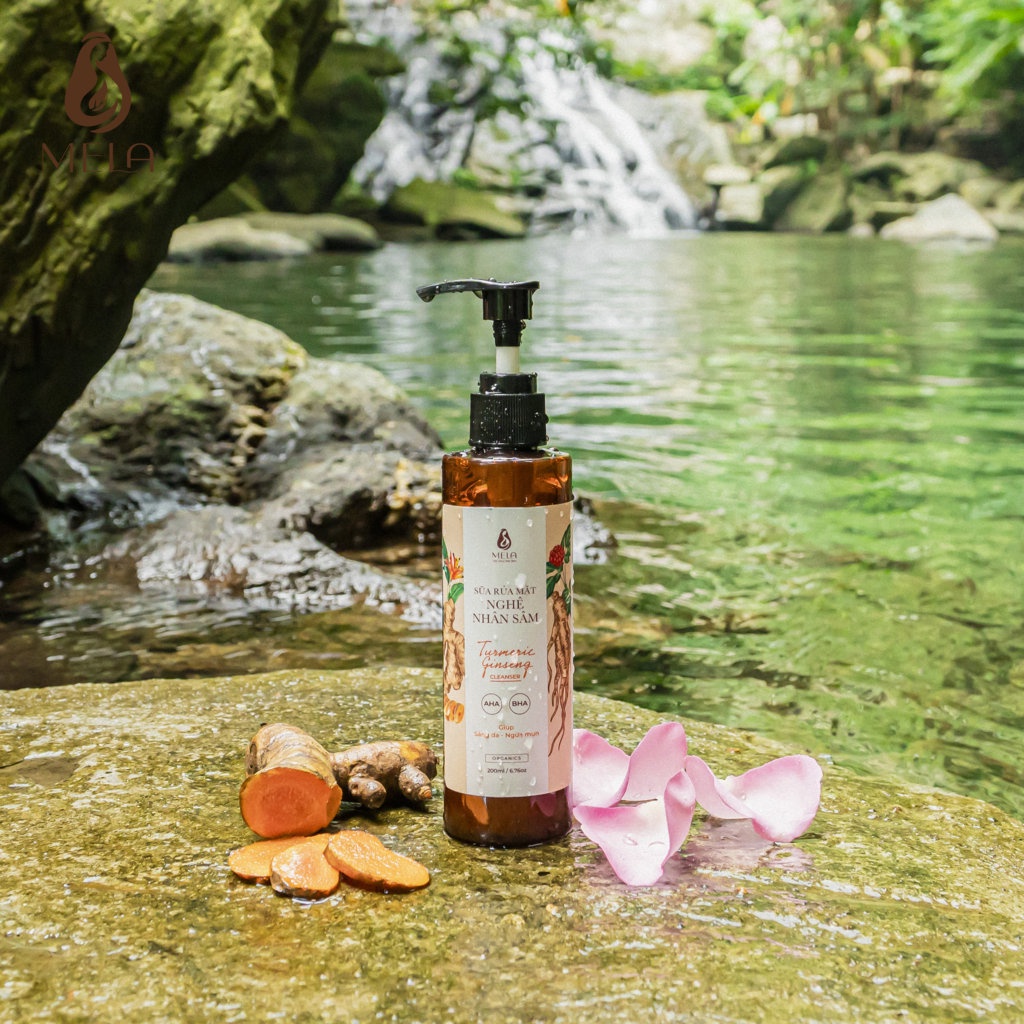 MELA
MELA
SỮA RỬA MẶT
NGHỆ
NHÂN SÂM
Turmeric
Ginseng
CLEANSER
AHA BHA
Giúp
Sáng da - Ngừa mụn
ORGANICS
200ml / 6.76oz